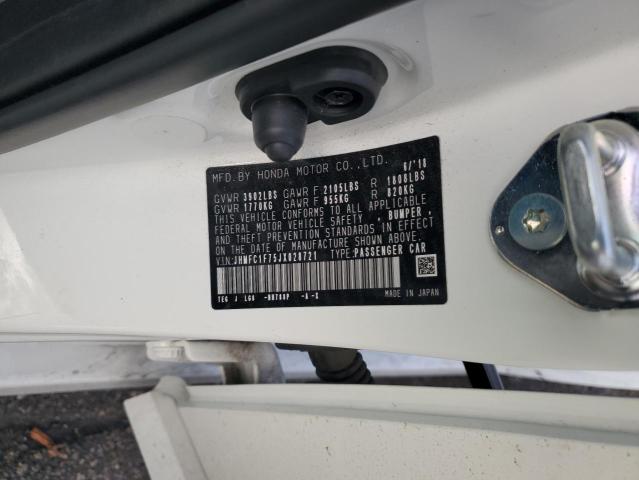 MFD.BY HONDA MOTOR CO.,LTD. 6/'18
GVWR 3902LBS GAWR F 2105LBS R 1808LBS
GVWR 1770KG GAWR F 955KG R 820KG
THIS VEHICLE CONFORMS TO ALL APPLICABLE
FEDERAL MOTOR VEHICLE SAFETY , BUMPER ,
AND THEFT PREVENTION STANDARDS IN EFFECT
ON THE DATE OF MANUFACTURE SHOWN ABOVE.
VIN:JHMFC1F75JX020721 TYPE:PASSENGER CAR
MADE IN JAPAN